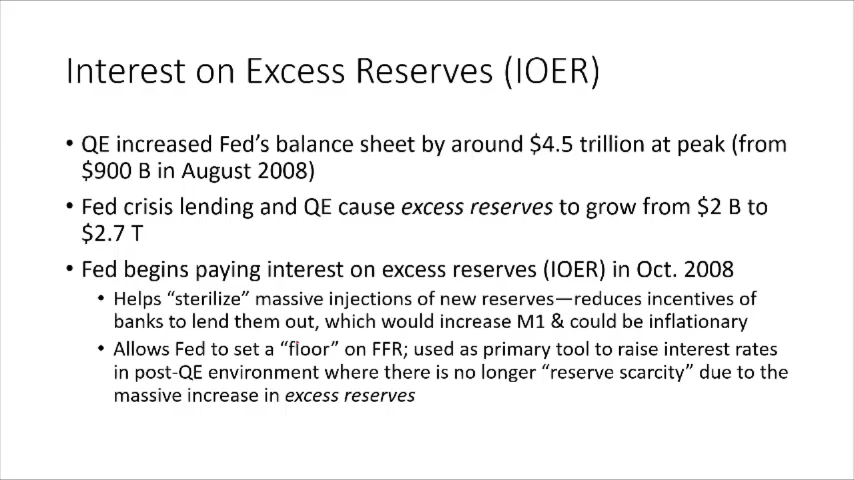 Interest on Excess Reserves (IOER)
• QE increased Fed's balance sheet by around $4.5 trillion at peak (from
$900 B in August 2008)
• Fed crisis lending and QE cause excess reserves to grow from $2 B to
$2.7 T
• Fed begins paying interest on excess reserves (IOER) in Oct. 2008
• Helps “sterilize” massive injections of new reserves—reduces incentives of
banks to lend them out, which would increase M1 & could be inflationary
• Allows Fed to set a “floor” on FFR; used as primary tool to raise interest rates
in post-QE environment where there is no longer “reserve scarcity” due to the
massive increase in excess reserves